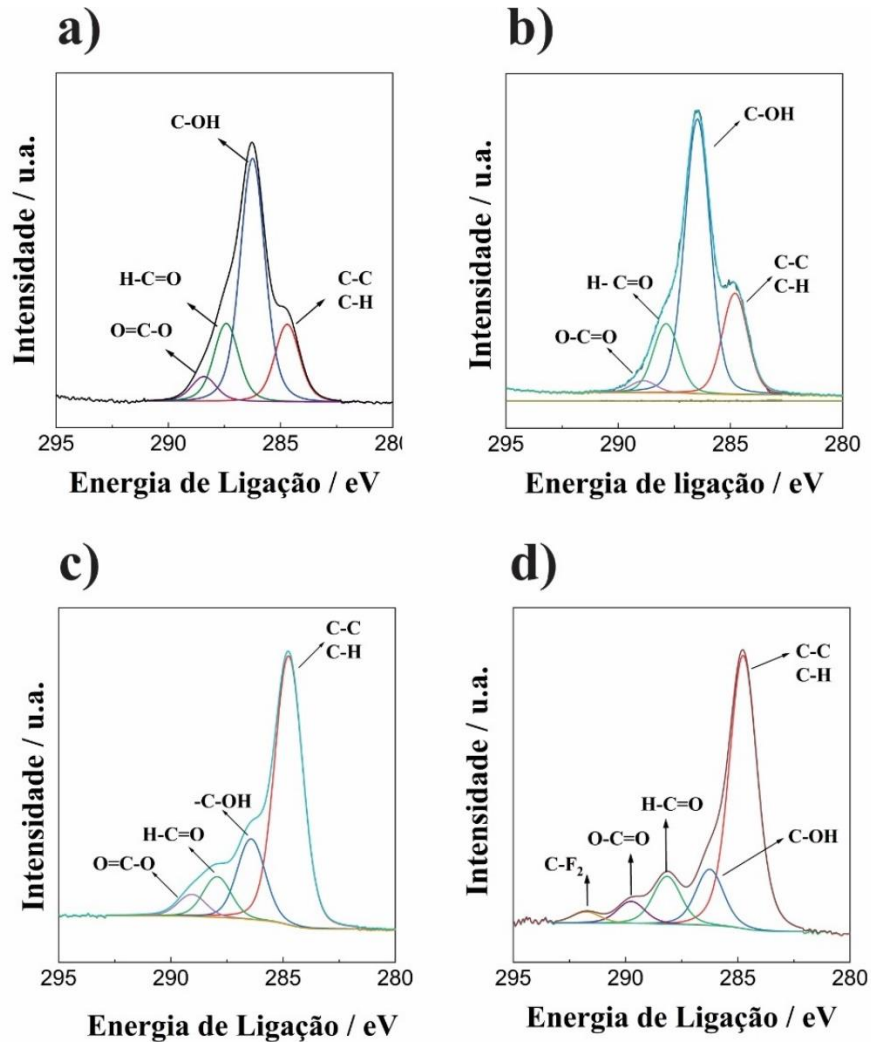 a)
C-OH
H-C=O
O=C-O
C-C
C-H
Intensidade / u.a.
295 290 285 280
Energia de Ligação / eV
b)
C-OH
H- C=O
O-C=O
C-C
C-H
Intensidade / u.a.
295 290 285 280
Energia de ligação / eV
c)
C-C
C-H
-C-OH
H-C=O
O=C-O
Intensidade / u.a.
295 290 285 280
Energia de Ligação / eV
d)
C-C
C-H
H-C=O
O-C=O
C-F₂
C-OH
Intensidade / u.a.
295 290 285 280
Energia de Ligação / eV